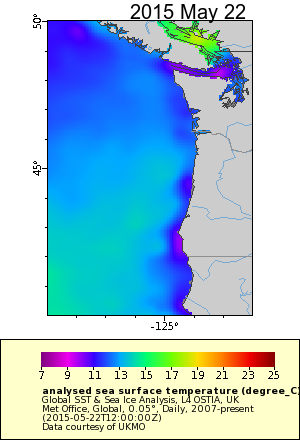 2015 May 22
50°
45°
-125°
7 9 11 13 15 17 19 21 23 25
analysed sea surface temperature (degree_C)
Global SST & Sea Ice Analysis, L4 OSTIA, UK
Met Office, Global, 0.05°, Daily, 2007-present
(2015-05-22T12:00:00Z)
Data courtesy of UKMO